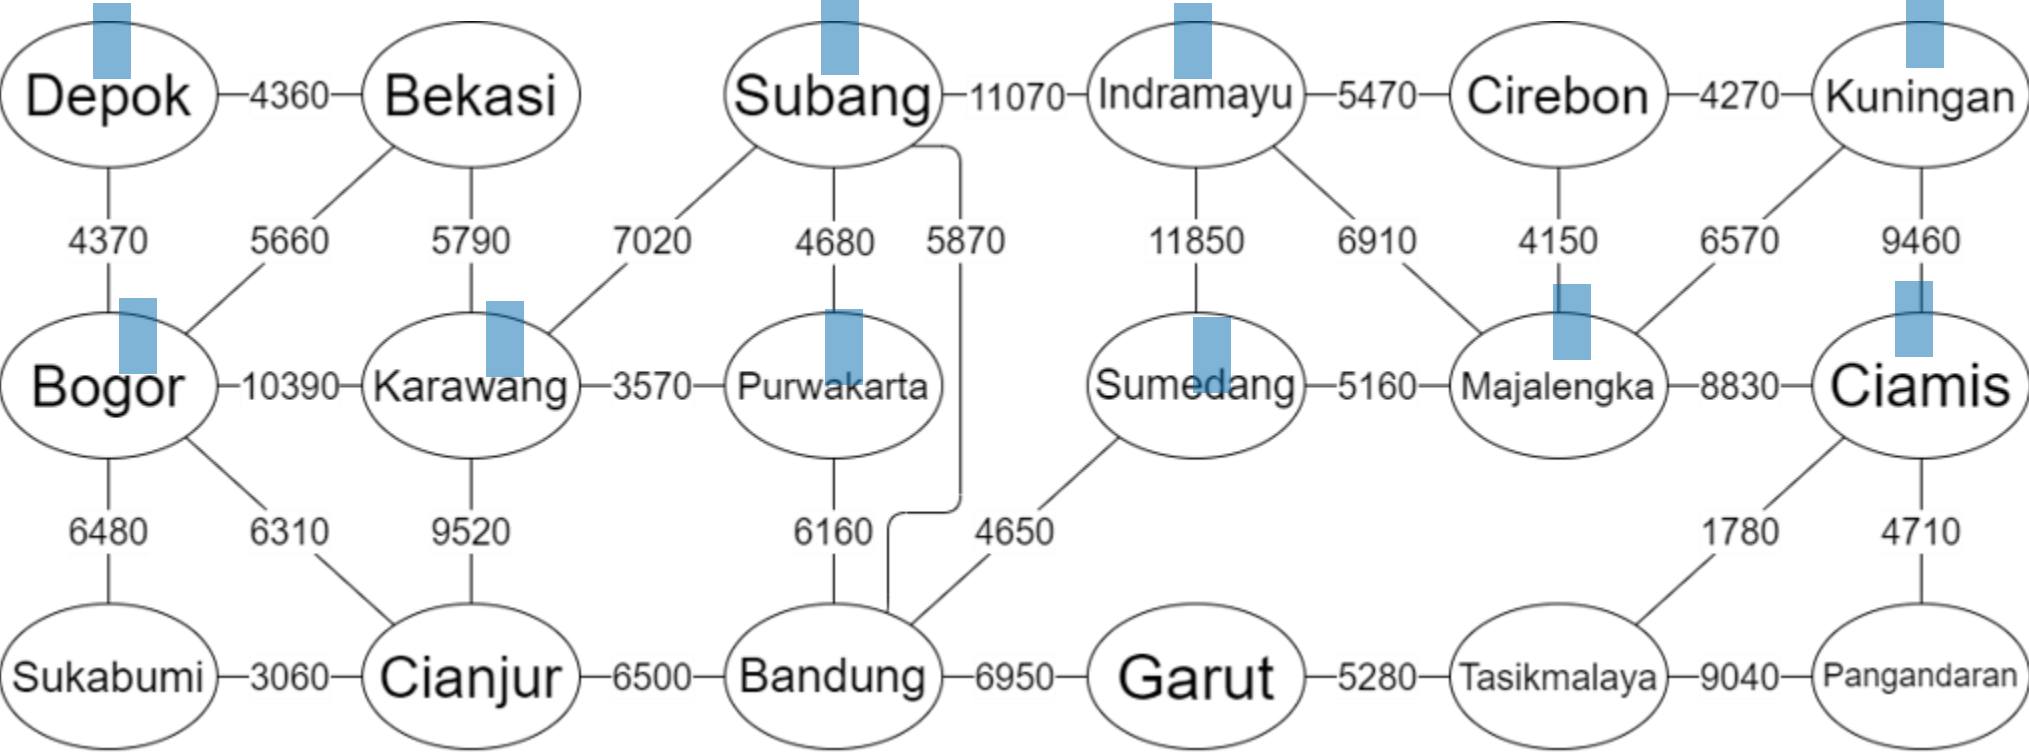 Depok 4360 Bekasi Subang 11070 Indramayu 5470 Cirebon 4270 Kuningan
4370 5660 5790 7020 4680 5870 11850 6910 4150 6570 9460
Bogor 10390 Karawang 3570 Purwakarta Sumedang 5160 Majalengka 8830 Ciamis
6480 6310 9520 6160 4650 1780 4710
Sukabumi 3060 Cianjur 6500 Bandung 6950 Garut 5280 Tasikmalaya 9040 Pangandaran